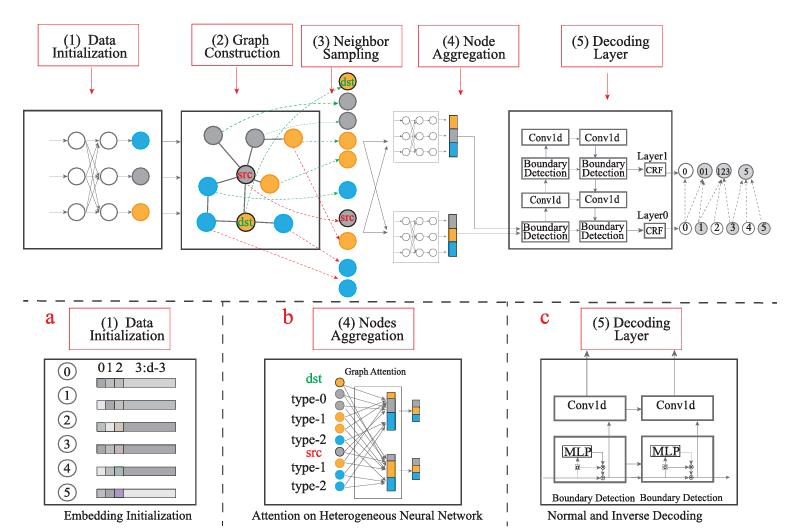 (1) Data
Initialization
(2) Graph
Construction
(3) Neighbor
Sampling
(4) Node
Aggregation
(5) Decoding
Layer
dst
src
dst
src
Conv1d
Conv1d
Boundary
Detection
Boundary
Detection
Layer1
CRF
Conv1d
Conv1d
Boundary
Detection
Boundary
Detection
Layer0
CRF
0 01 123 5
0 1 2 3 4 5
a
(1) Data
Initialization
0 1 2 3:d-3
0
1
2
3
4
5
Embedding Initialization
b
(4) Nodes
Aggregation
Graph Attention
dst
type-0
type-1
type-2
src
type-1
type-2
Attention on Heterogeneous Neural Network
c
(5) Decoding
Layer
Conv1d
Conv1d
MLP
MLP
Boundary Detection
Boundary Detection
Normal and Inverse Decoding